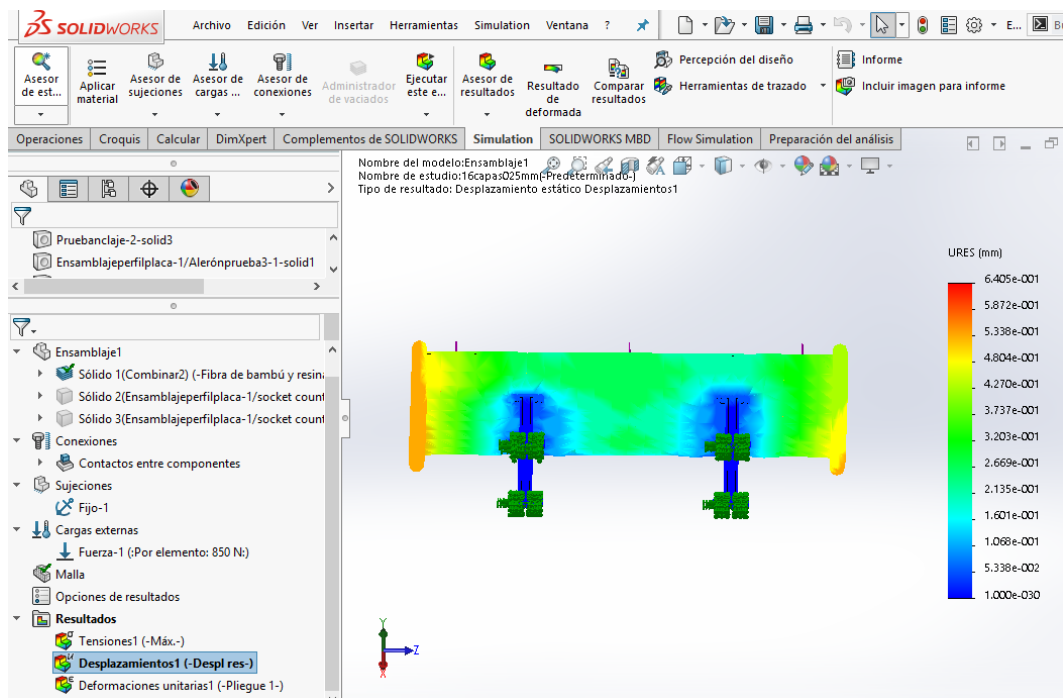 SOLIDWORKS
Archivo Edición Ver Insertar Herramientas Simulation Ventana ?
E...
Asesor de est...
Aplicar material
Asesor de sujeciones
Asesor de cargas ...
Asesor de conexiones
Administrador de vaciados
Ejecutar este e...
Asesor de resultados
Resultado de deformada
Comparar resultados
Percepción del diseño
Herramientas de trazado
Informe
Incluir imagen para informe
Operaciones Croquis Calcular DimXpert Complementos de SOLIDWORKS Simulation SOLIDWORKS MBD Flow Simulation Preparación del análisis
Nombre del modelo:Ensamblaje1
Nombre de estudio:16capas025mm(-Predeterminado-)
Tipo de resultado: Desplazamiento estático Desplazamientos1
Pruebanclaje-2-solid3
Ensamblajeperfilplaca-1/Alerónprueba3-1-solid1
Ensamblaje1
Sólido 1(Combinar2) (-Fibra de bambú y resin
Sólido 2(Ensamblajeperfilplaca-1/socket count
Sólido 3(Ensamblajeperfilplaca-1/socket count
Conexiones
Contactos entre componentes
Sujeciones
Fijo-1
Cargas externas
Fuerza-1 (:Por elemento: 850 N:)
Malla
Opciones de resultados
Resultados
Tensiones1 (-Máx.-)
Desplazamientos1 (-Despl res-)
Deformaciones unitarias1 (-Pliegue 1-)
URES (mm)
6.405e-001
5.872e-001
5.338e-001
4.804e-001
4.270e-001
3.737e-001
3.203e-001
2.669e-001
2.135e-001
1.601e-001
1.068e-001
5.338e-002
1.000e-030
Y
Z
X